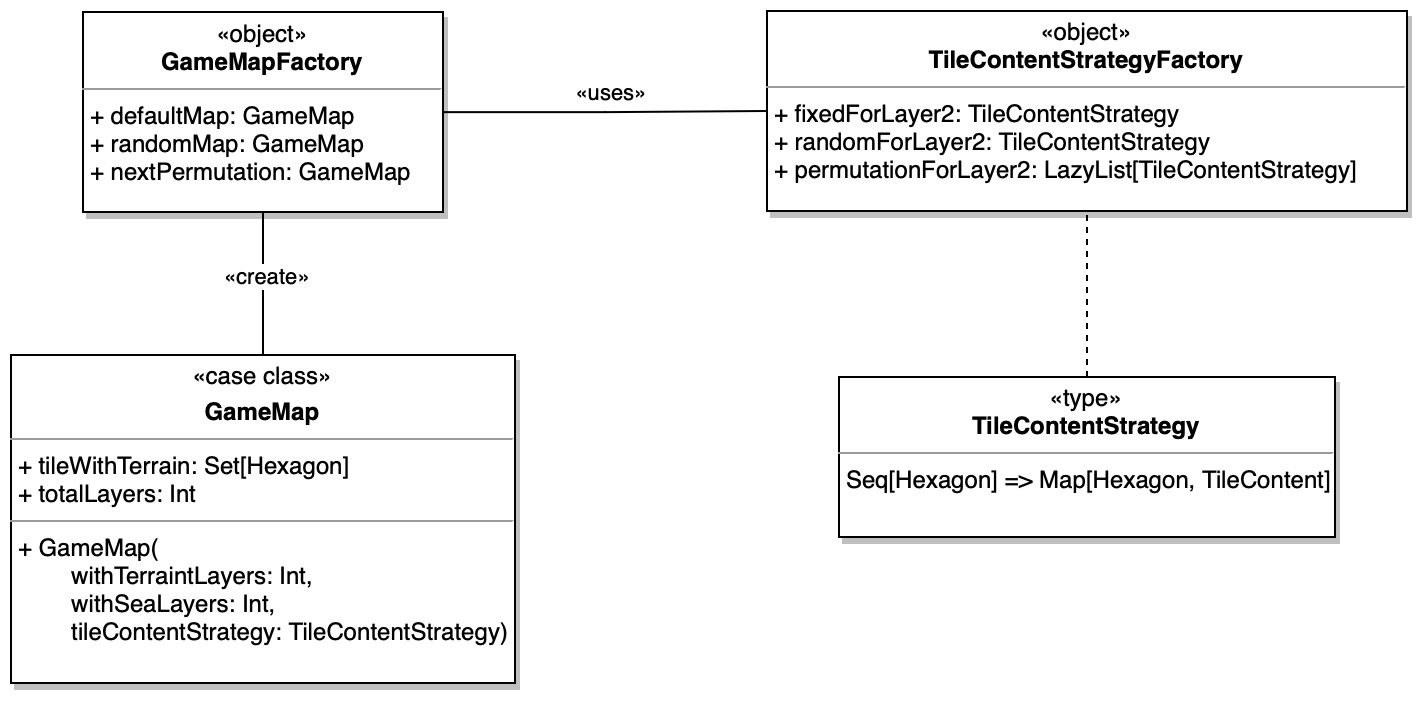 «object»
GameMapFactory
+ defaultMap: GameMap
+ randomMap: GameMap
+ nextPermutation: GameMap
«uses»
«object»
TileContentStrategyFactory
+ fixedForLayer2: TileContentStrategy
+ randomForLayer2: TileContentStrategy
+ permutationForLayer2: LazyList[TileContentStrategy]
«create»
«case class»
GameMap
+ tileWithTerrain: Set[Hexagon]
+ totalLayers: Int
+ GameMap(
withTerraintLayers: Int,
withSeaLayers: Int,
tileContentStrategy: TileContentStrategy)
«type»
TileContentStrategy
Seq[Hexagon] => Map[Hexagon, TileContent]